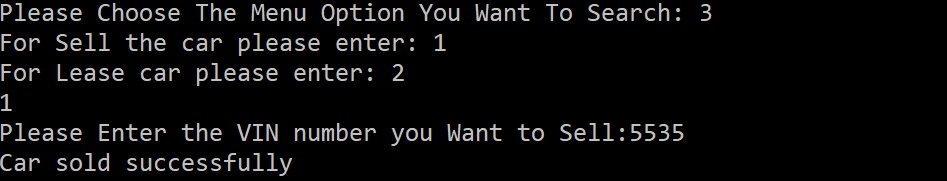 Please Choose The Menu Option You Want To Search: 3
For Sell the car please enter: 1
For Lease car please enter: 2
1
Please Enter the VIN number you Want to Sell:5535
Car sold successfully